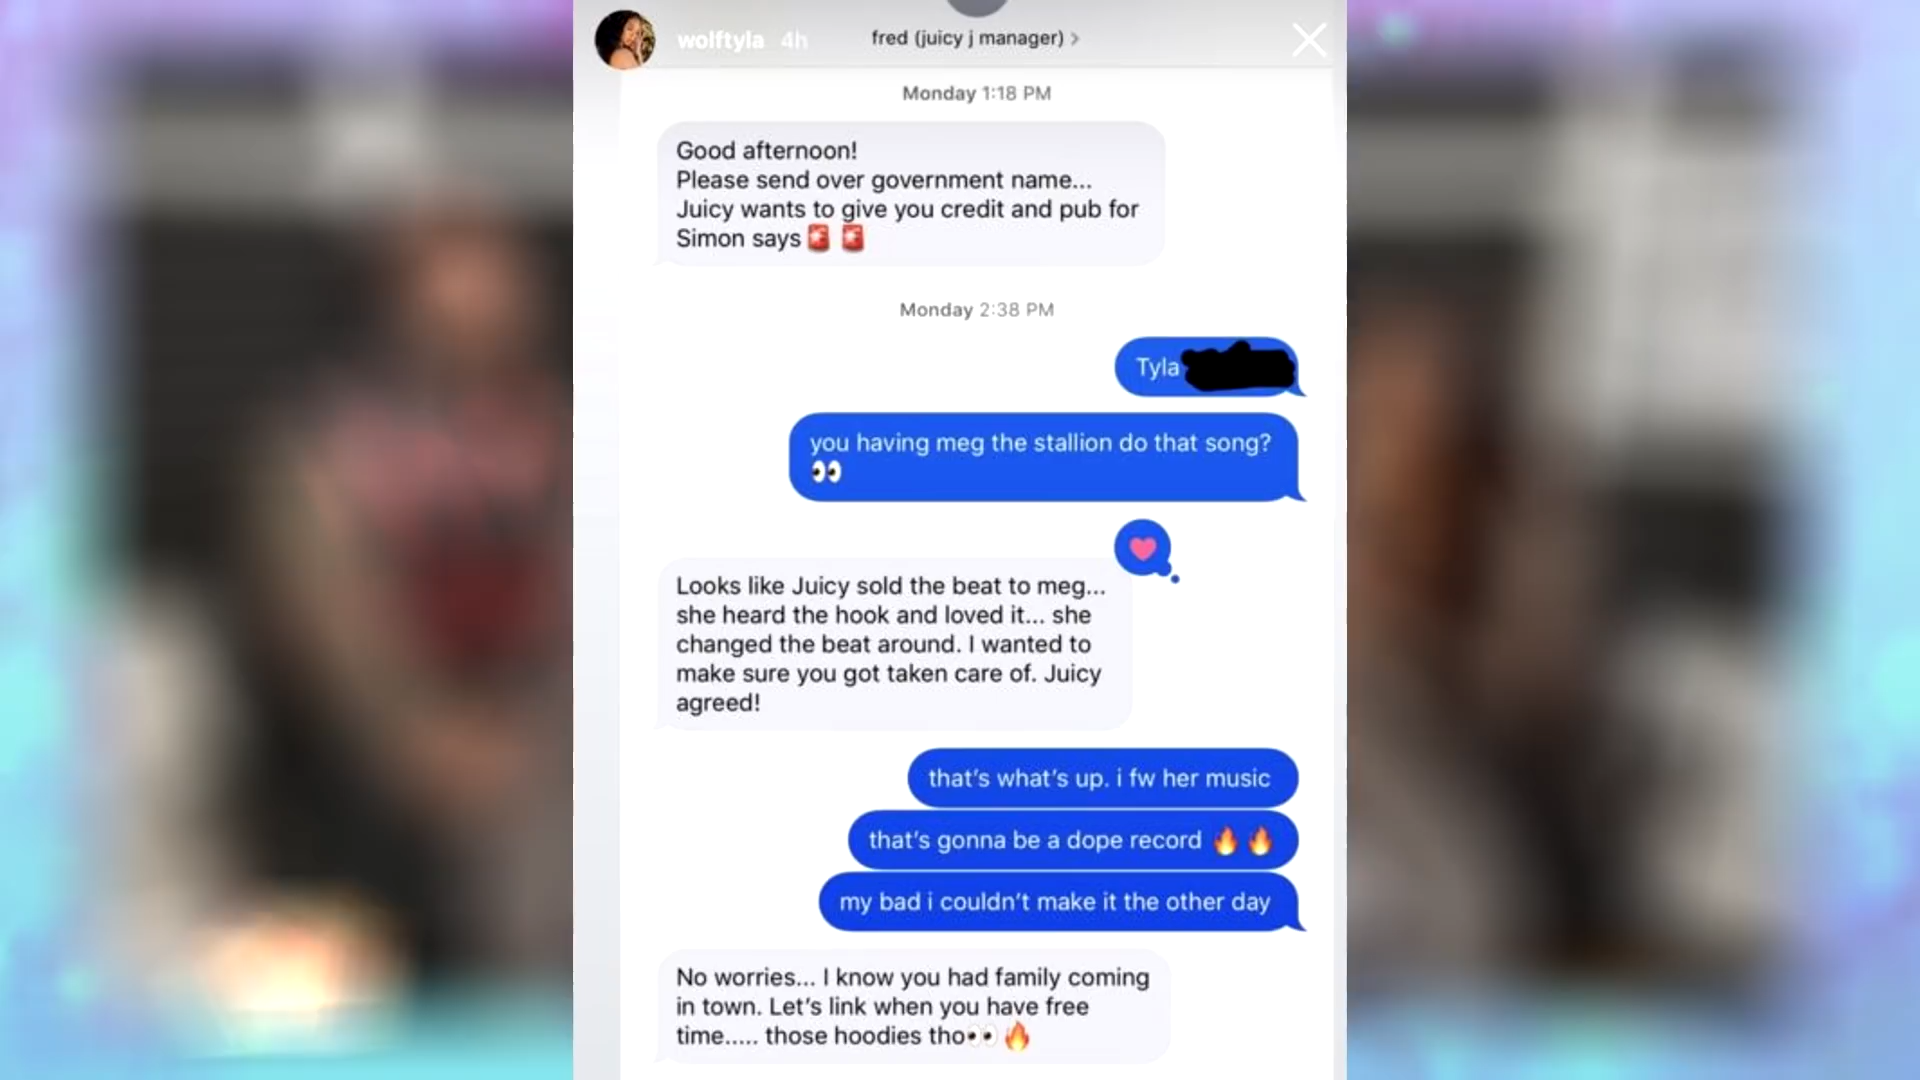 wolftyla 4h
fred (juicy j manager) >
Monday 1:18 PM
Good afternoon!
Please send over government name...
Juicy wants to give you credit and pub for
Simon says🚨 🚨
Monday 2:38 PM
Tyla
you having meg the stallion do that song?
👀
Looks like Juicy sold the beat to meg...
she heard the hook and loved it... she
changed the beat around. I wanted to
make sure you got taken care of. Juicy
agreed!
that's what's up. i fw her music
that's gonna be a dope record 🔥 🔥
my bad i couldn't make it the other day
No worries... I know you had family coming
in town. Let's link when you have free
time..... those hoodies tho👀 🔥